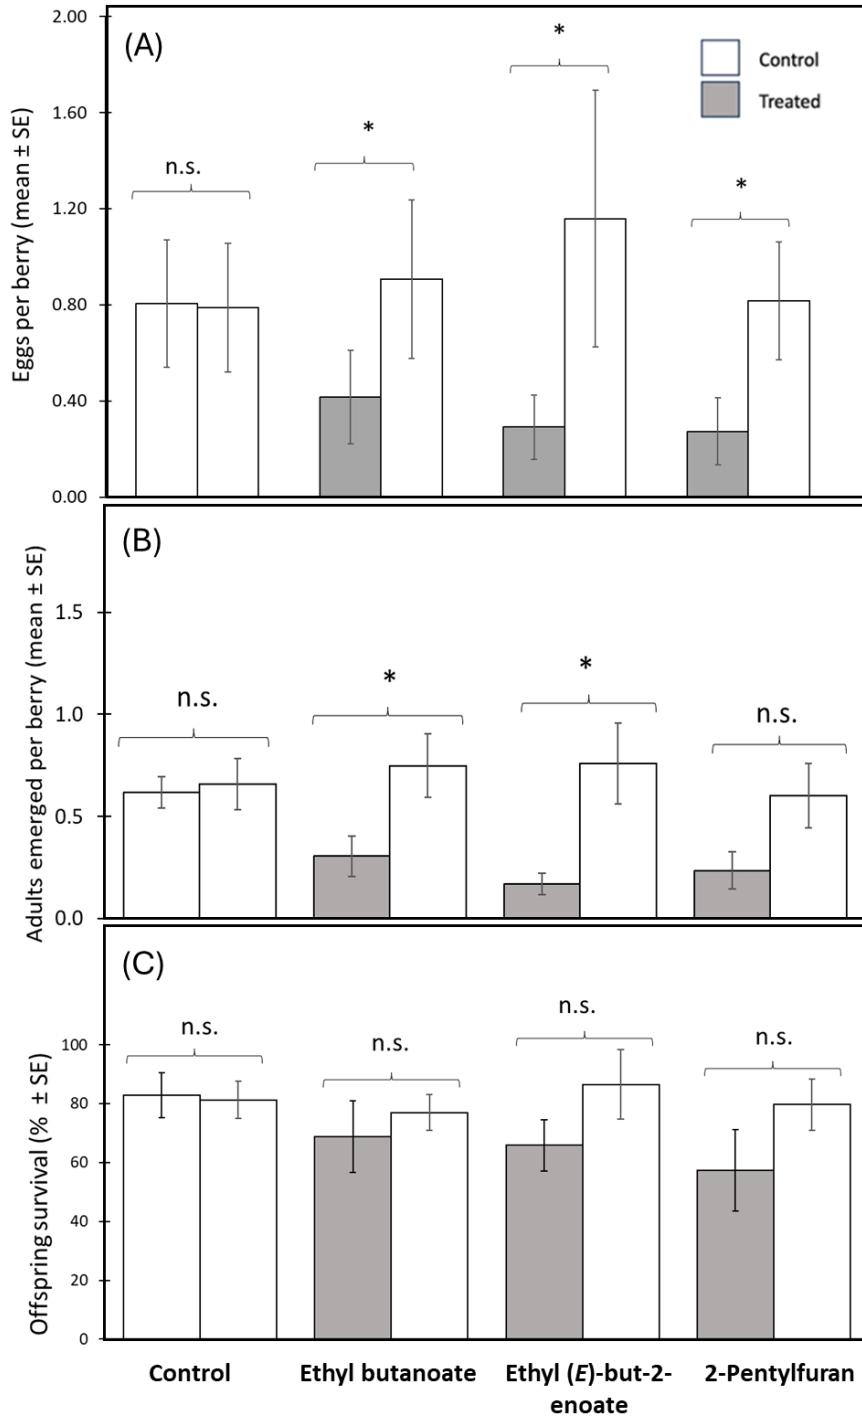 (A)
Control
Treated
Eggs per berry (mean ± SE)
2.00
1.60
1.20
0.80
0.40
0.00
n.s.
*
*
*
(B)
Adults emerged per berry (mean ± SE)
1.5
1.0
0.5
0.0
n.s.
*
*
n.s.
(C)
Offspring survival (% ± SE)
100
80
60
40
20
0
n.s.
n.s.
n.s.
n.s.
Control
Ethyl butanoate
Ethyl (E)-but-2-
enoate
2-Pentylfuran